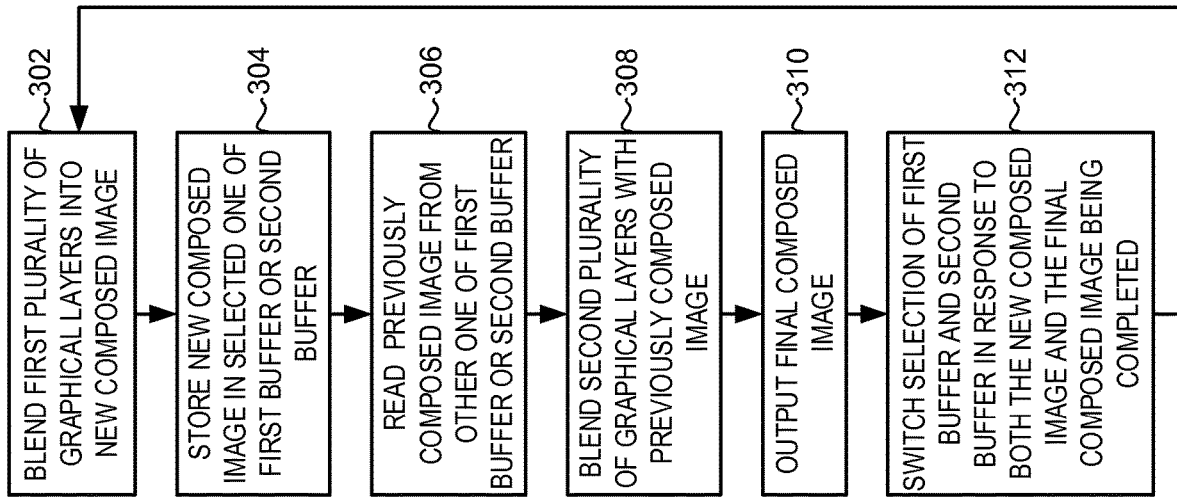 302
BLEND FIRST PLURALITY OF
GRAPHICAL LAYERS INTO
NEW COMPOSED IMAGE
304
STORE NEW COMPOSED
IMAGE IN SELECTED ONE OF
FIRST BUFFER OR SECOND
BUFFER
306
READ PREVIOUSLY
COMPOSED IMAGE FROM
OTHER ONE OF FIRST
BUFFER OR SECOND BUFFER
308
BLEND SECOND PLURALITY
OF GRAPHICAL LAYERS WITH
PREVIOUSLY COMPOSED
IMAGE
310
OUTPUT FINAL COMPOSED
IMAGE
312
SWITCH SELECTION OF FIRST
BUFFER AND SECOND
BUFFER IN RESPONSE TO
BOTH THE NEW COMPOSED
IMAGE AND THE FINAL
COMPOSED IMAGE BEING
COMPLETED